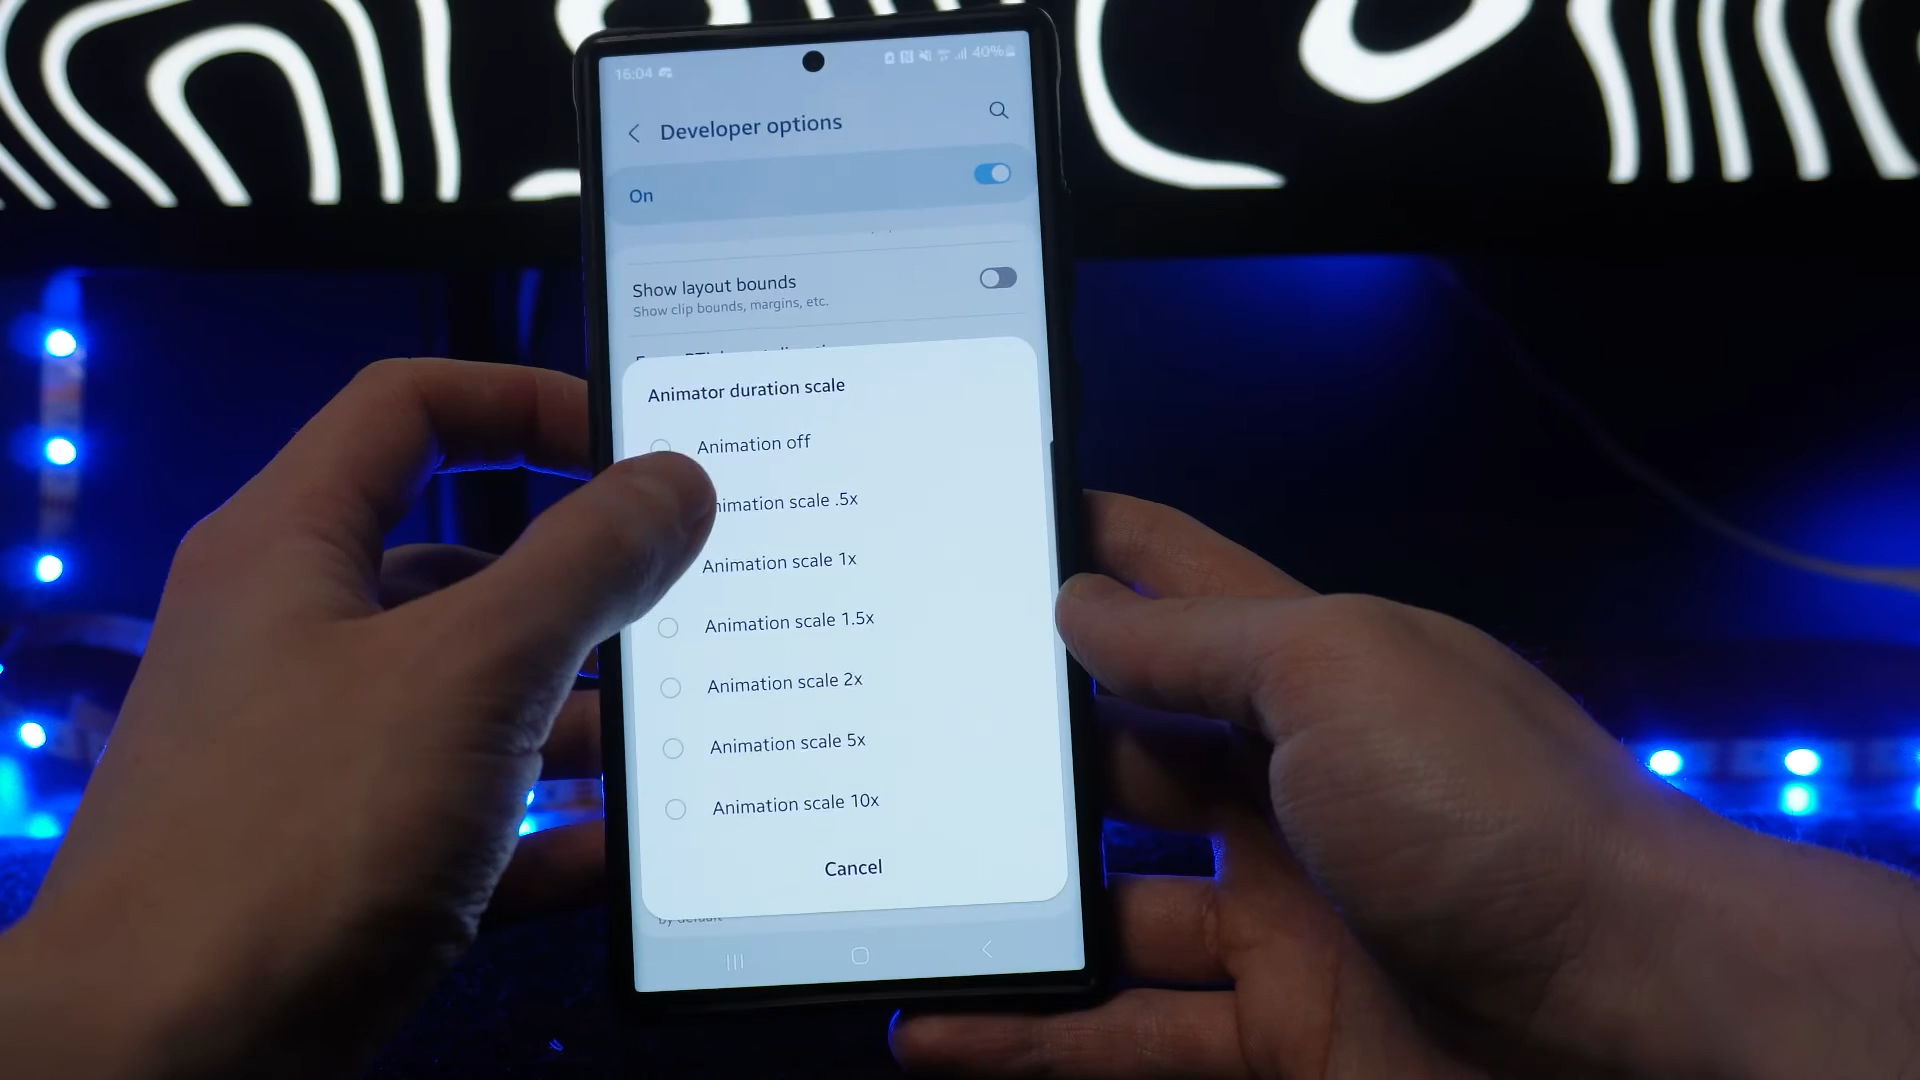 16:04
40%
Developer options
On
Show layout bounds
Show clip bounds, margins, etc.
Animator duration scale
Animation off
nimation scale .5x
Animation scale 1x
Animation scale 1.5x
Animation scale 2x
Animation scale 5x
Animation scale 10x
Cancel